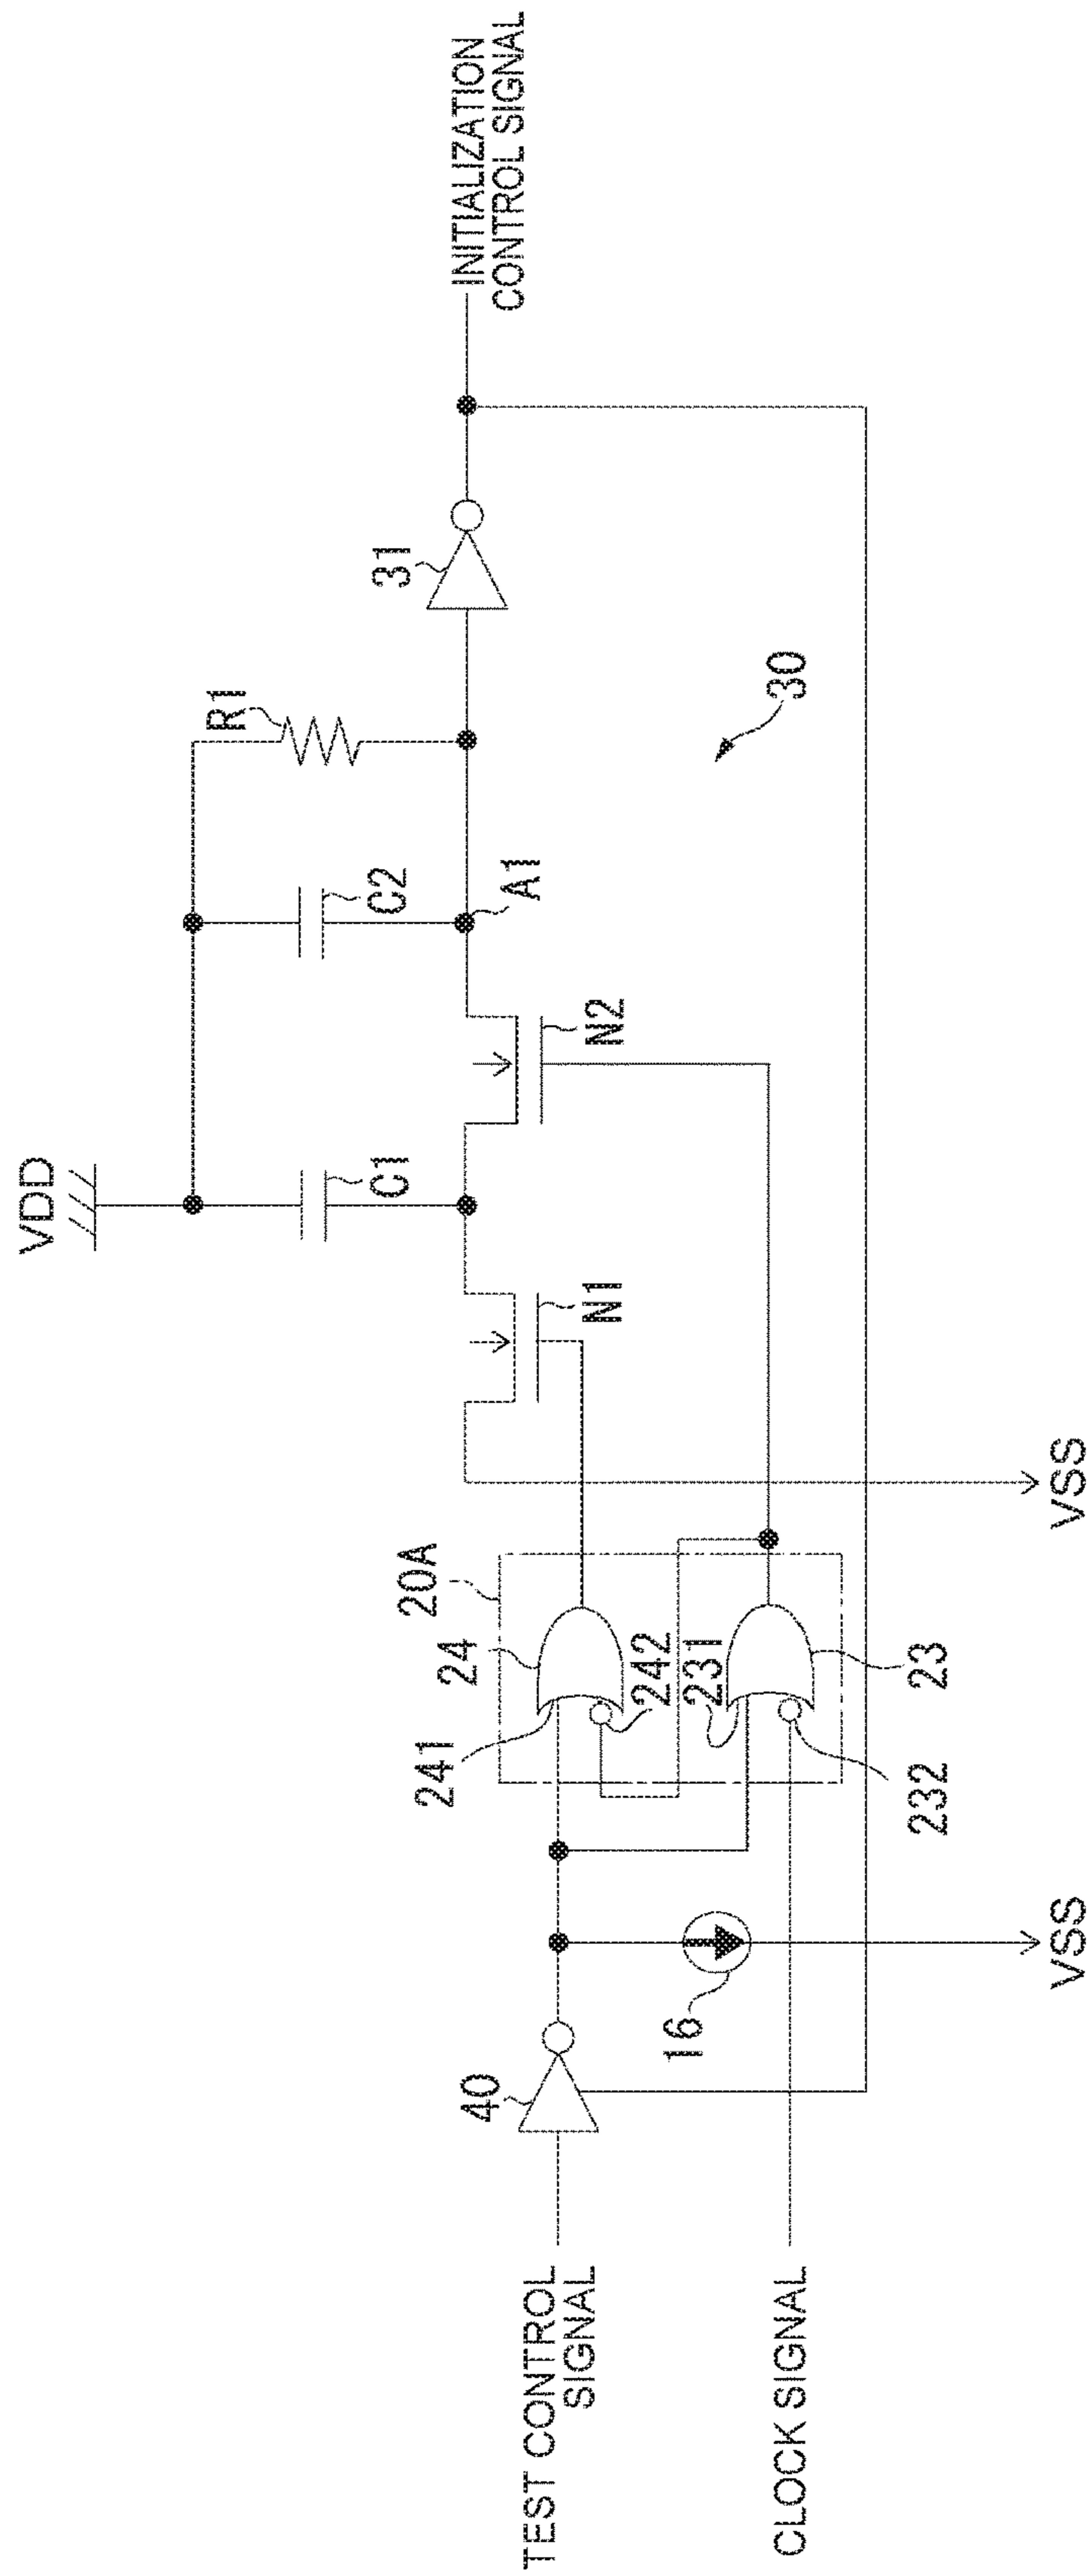 VDD
R1
C1
C2
31
INITIALIZATION
CONTROL SIGNAL
A1
N1
N2
30
20A
24
241
242
231
23
232
40
16
TEST CONTROL
SIGNAL
CLOCK SIGNAL
VSS
VSS